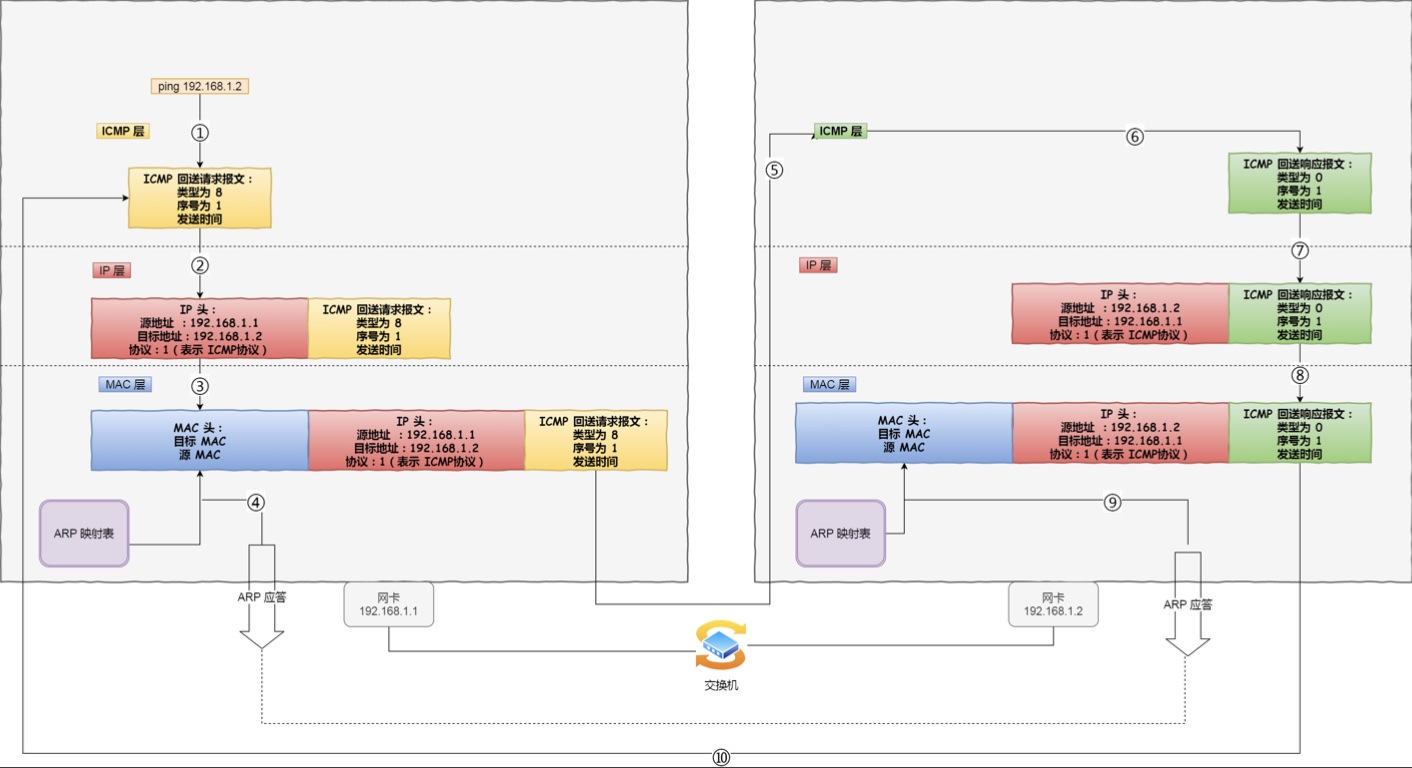 ping 192.168.1.2
ICMP 层
①
ICMP 回送请求报文：
类型为 8
序号为 1
发送时间
②
IP 层
IP 头：
源地址 ：192.168.1.1
目标地址：192.168.1.2
协议：1（表示 ICMP协议）
ICMP 回送请求报文：
类型为 8
序号为 1
发送时间
MAC 层
③
MAC 头：
目标 MAC
源 MAC
IP 头：
源地址 ：192.168.1.1
目标地址：192.168.1.2
协议：1（表示 ICMP协议）
ICMP 回送请求报文：
类型为 8
序号为 1
发送时间
④
ARP 映射表
ARP 应答
网卡
192.168.1.1
交换机
⑤
ICMP 层
⑥
ICMP 回送响应报文：
类型为 0
序号为 1
发送时间
⑦
IP 层
IP 头：
源地址 ：192.168.1.2
目标地址：192.168.1.1
协议：1（表示 ICMP协议）
ICMP 回送响应报文：
类型为 0
序号为 1
发送时间
⑧
MAC 层
MAC 头：
目标 MAC
源 MAC
IP 头：
源地址 ：192.168.1.2
目标地址：192.168.1.1
协议：1（表示 ICMP协议）
ICMP 回送响应报文：
类型为 0
序号为 1
发送时间
⑨
ARP 映射表
ARP 应答
网卡
192.168.1.2
⑩